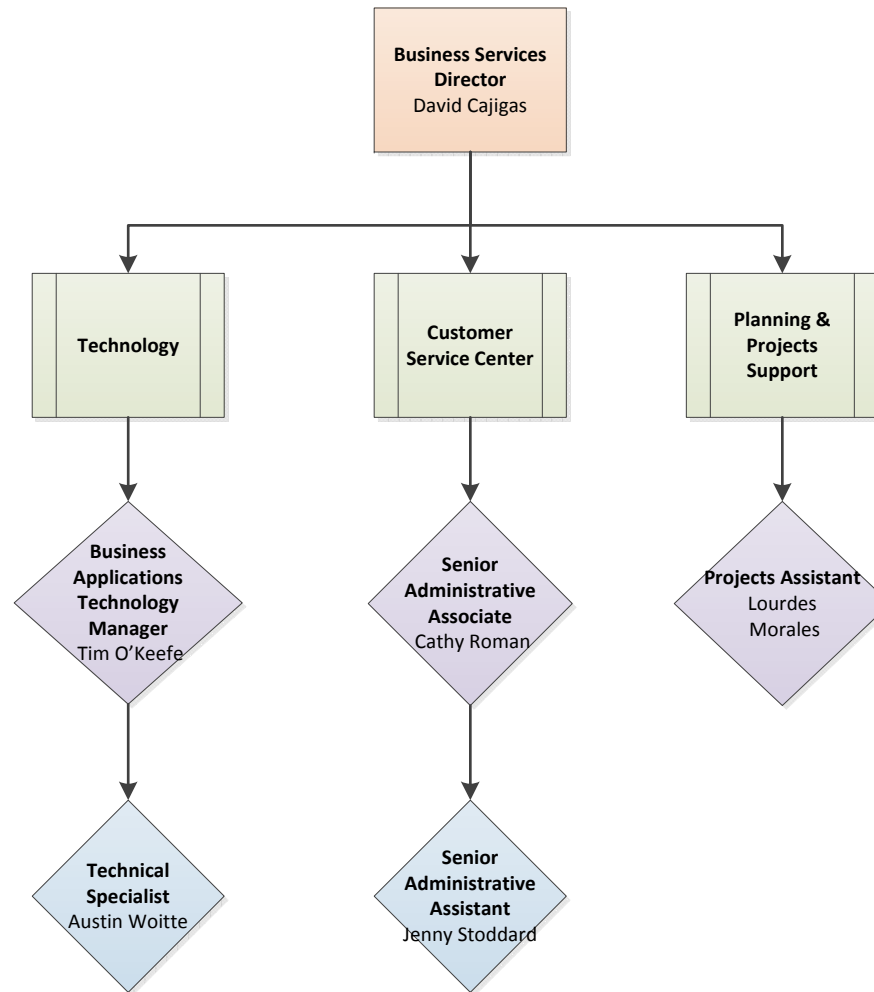 Business Services
Director
David Cajigas
Technology
Customer
Service Center
Planning &
Projects
Support
Business
Applications
Technology
Manager
Tim O’Keefe
Senior
Administrative
Associate
Cathy Roman
Projects Assistant
Lourdes
Morales
Technical
Specialist
Austin Woitte
Senior
Administrative
Assistant
Jenny Stoddard